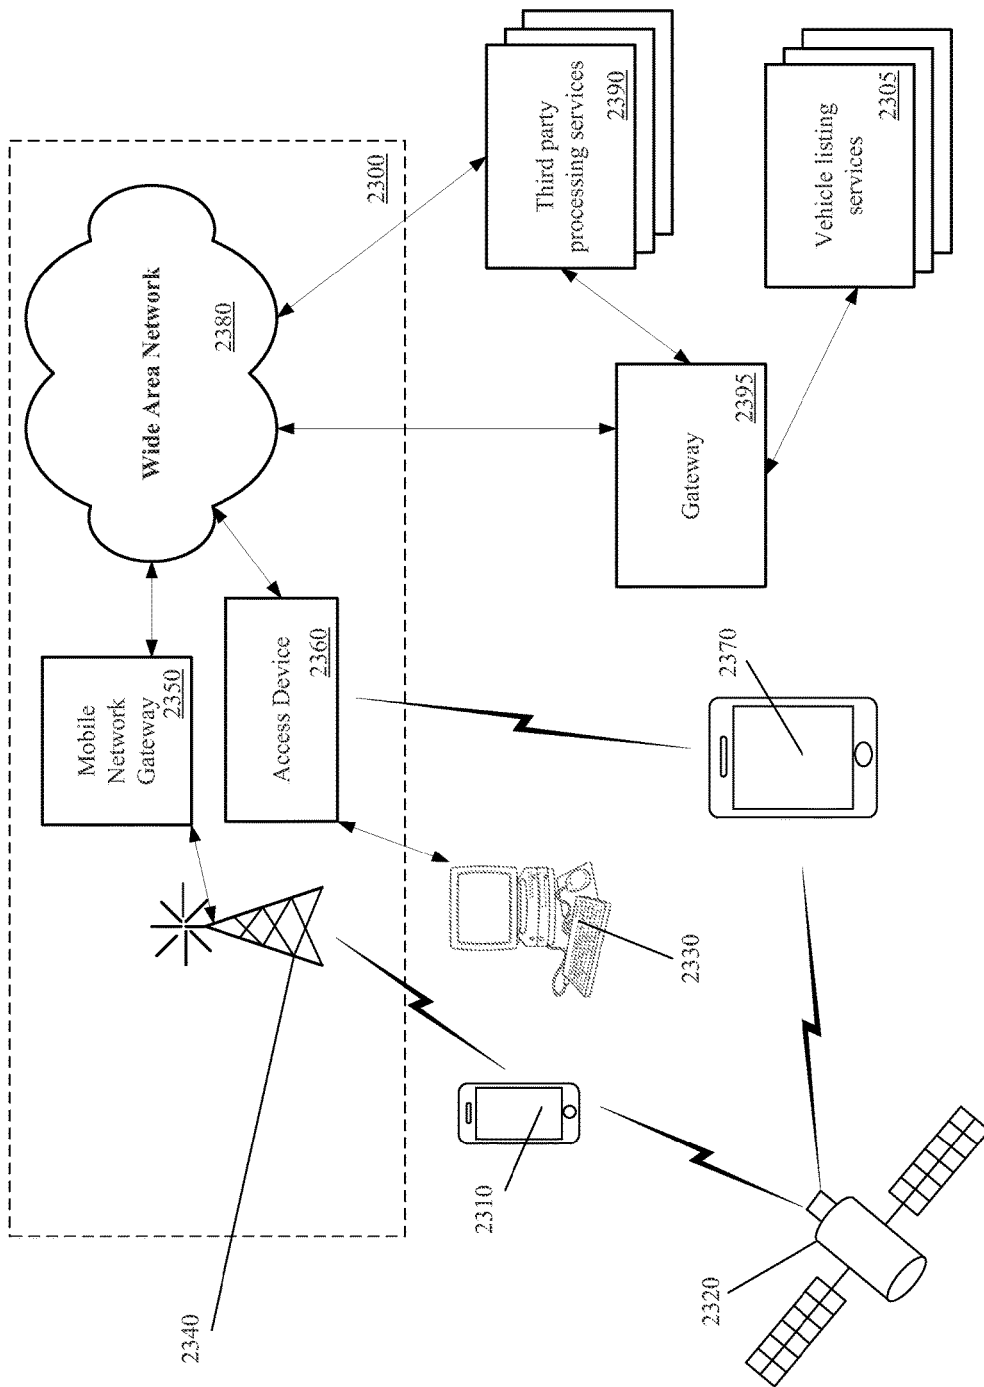 2340
Mobile
Network
Gateway
2350
Wide Area Network
2380
Access Device
2360
2300
2310
2330
Third party
processing services
2390
Gateway
2395
2320
2370
Vehicle listing
services
2305